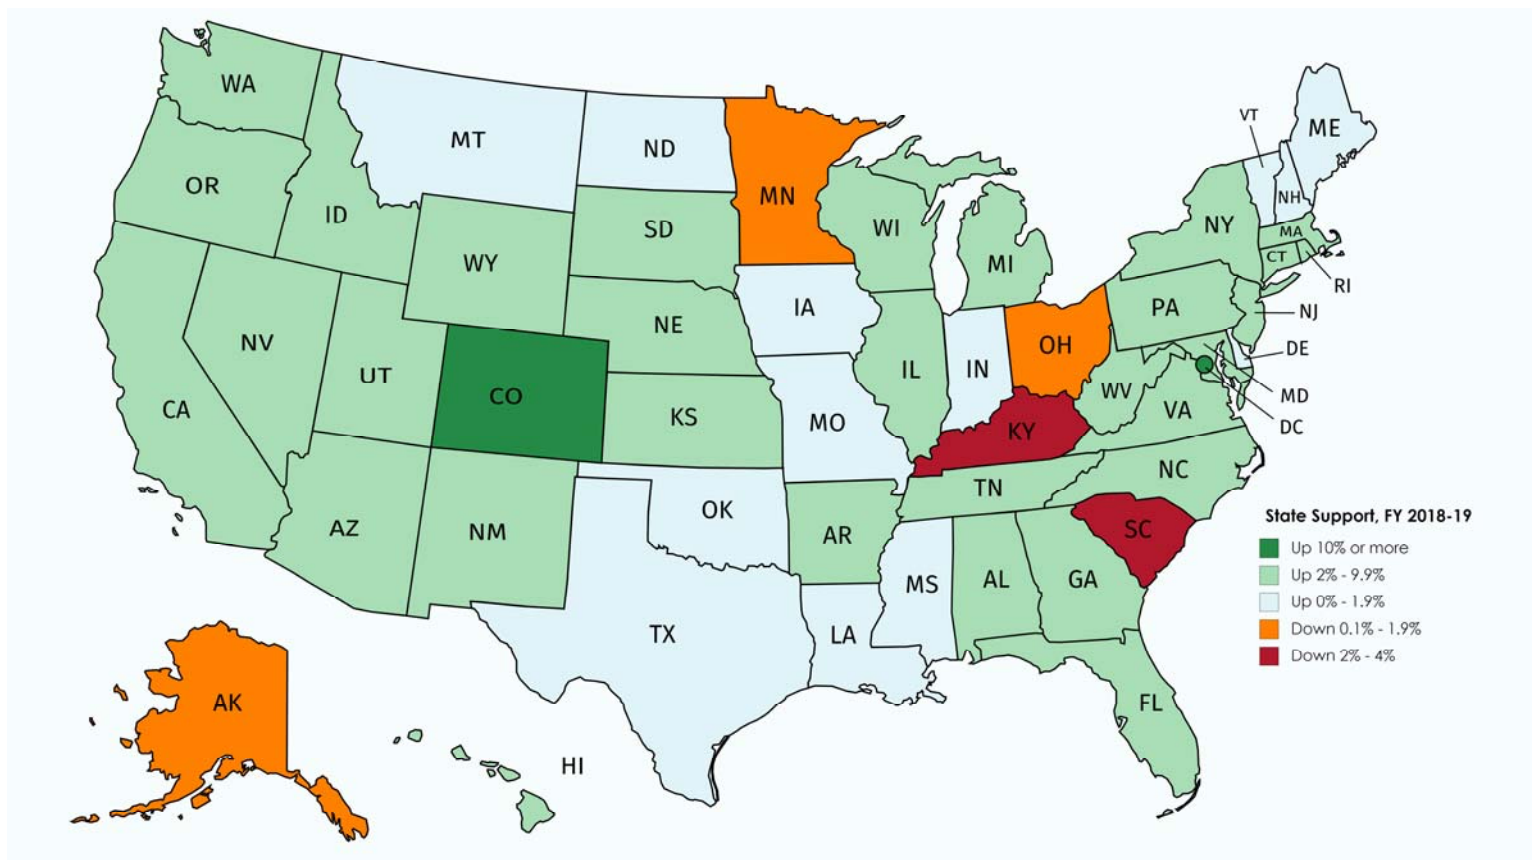 WA
MT
ND
MN
VT
ME
OR
ID
SD
WI
NH
NY
MA
WY
MI
CT
RI
NE
IA
PA
NJ
NV
UT
CO
IL
IN
OH
DE
CA
KS
MO
KY
WV
VA
MD
DC
AZ
NM
OK
AR
TN
NC
SC
MS
AL
GA
TX
LA
FL
AK
HI
State Support, FY 2018-19
Up 10% or more
Up 2% - 9.9%
Up 0% - 1.9%
Down 0.1% - 1.9%
Down 2% - 4%